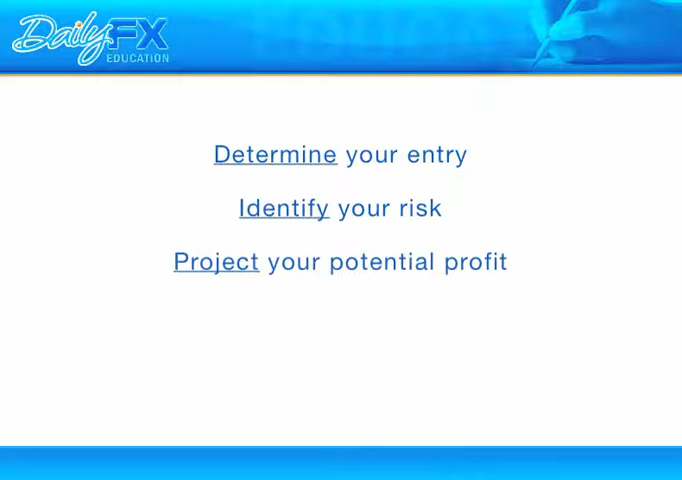 DailyFX
EDUCATION
Determine your entry
Identify your risk
Project your potential profit